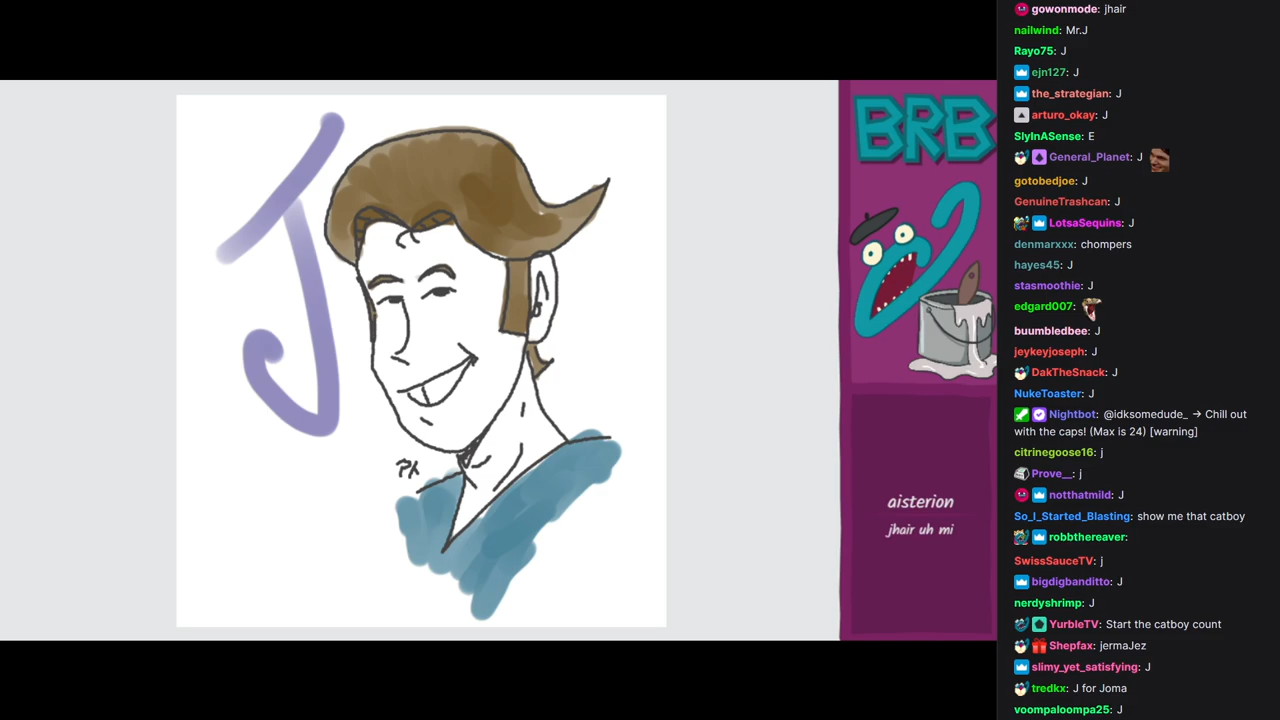 J
BRB
aisterion
jhair uh mi
gowonmode: jhair
nailwind: Mr.J
Rayo75: J
ejn127: J
the_strategian: J
arturo_okay: J
SlyInASense: E
General_Planet: J
gotobedjoe: J
GenuineTrashcan: J
LotsaSequins: J
denmarxxx: chompers
hayes45: J
stasmoothie: J
edgard007:
buumbledbee: J
jeykeyjoseph: J
DakTheSnack: J
NukeToaster: J
Nightbot: @idksomedude_ → Chill out
with the caps! (Max is 24) [warning]
citrinegoose16: j
Prove__: j
notthatmild: J
So_I_Started_Blasting: show me that catboy
robbthereaver:
SwissSauceTV: j
bigdigbanditto: J
nerdyshrimp: J
YurbleTV: Start the catboy count
Shepfax: jermaJez
slimy_yet_satisfying: J
tredkx: J for Joma
voompaloompa25: J